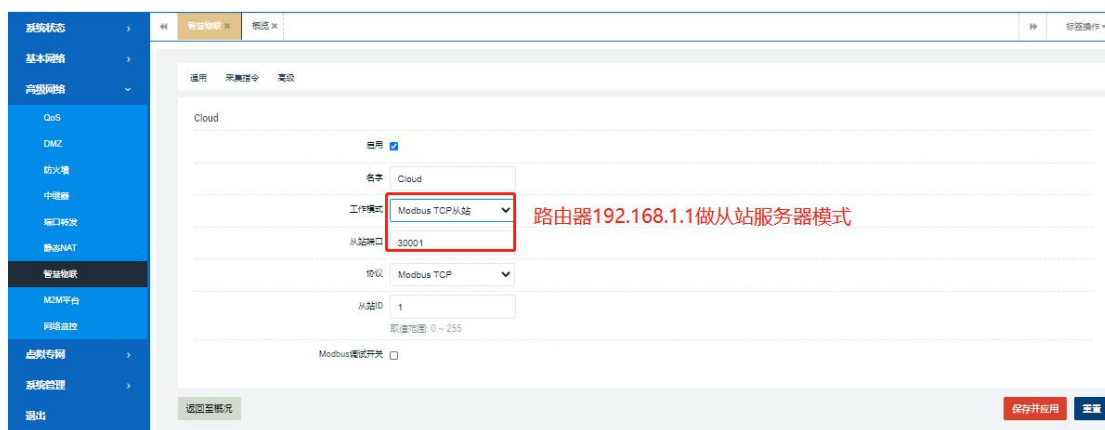 系统状态
基本网络
高级网络
QoS
DMZ
防火墙
中继器
端口转发
静态NAT
智慧物联
M2M平台
网络监控
虚拟专网
系统管理
退出
智慧物联 × 概览 ×
标签操作
通用 采集指令 高级
Cloud
启用
名字 Cloud
工作模式 Modbus TCP从站
路由器192.168.1.1做从站服务器模式
从站端口 30001
协议 Modbus TCP
从站ID 1
取值范围: 0 ~ 255
Modbus调试开关
返回至概况 保存并应用 重置